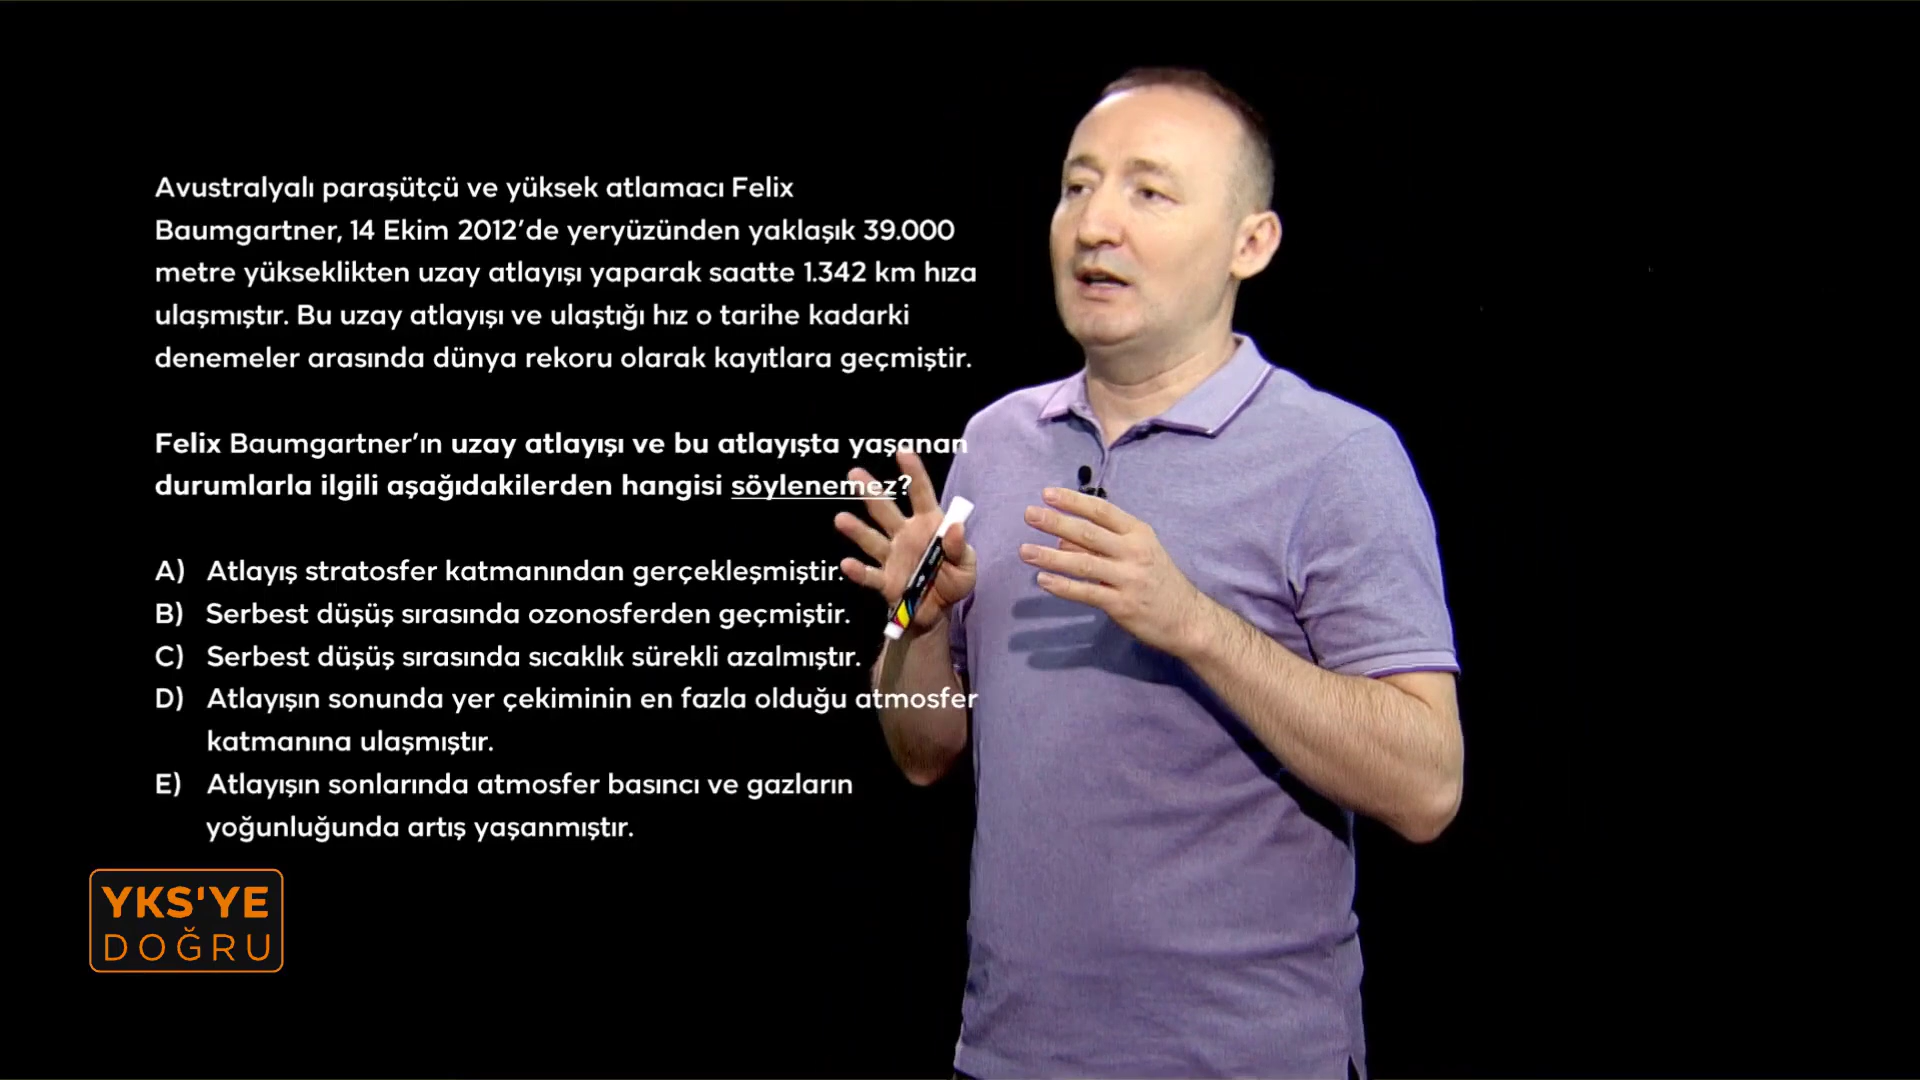 Avustralyalı paraşütçü ve yüksek atlamacı Felix
Baumgartner, 14 Ekim 2012’de yeryüzünden yaklaşık 39.000
metre yükseklikten uzay atlayışı yaparak saatte 1.342 km hıza
ulaşmıştır. Bu uzay atlayışı ve ulaştığı hız o tarihe kadarki
denemeler arasında dünya rekoru olarak kayıtlara geçmiştir.
Felix Baumgartner’ın uzay atlayışı ve bu atlayışta yaşanan
durumlarla ilgili aşağıdakilerden hangisi söylenemez?
A) Atlayış stratosfer katmanından gerçekleşmiştir.
B) Serbest düşüş sırasında ozonosferden geçmiştir.
C) Serbest düşüş sırasında sıcaklık sürekli azalmıştır.
D) Atlayışın sonunda yer çekiminin en fazla olduğu atmosfer
katmanına ulaşmıştır.
E) Atlayışın sonlarında atmosfer basıncı ve gazların
yoğunluğunda artış yaşanmıştır.
YKS'YE
DOĞRU